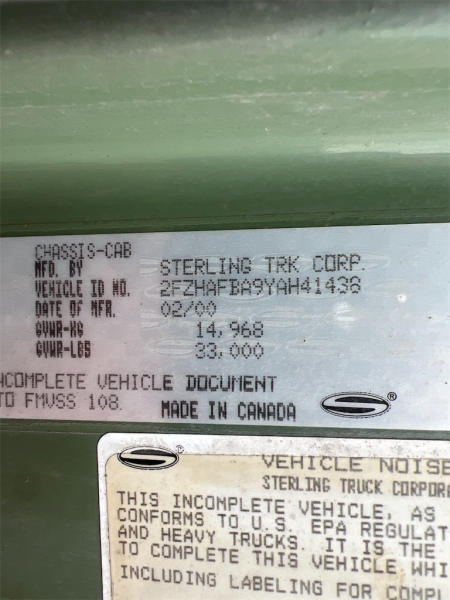 CHASSIS-CAB
MFD. BY STERLING TRK CORP.
VEHICLE ID NO. 2FZHAFBA9YAH41436
DATE OF MFR. 02/00
GVWR-KG 14,968
GVWR-LBS 33,000
NCOMPLETE VEHICLE DOCUMENT
TO FMVSS 108. MADE IN CANADA ®
® VEHICLE NOISE
STERLING TRUCK CORPORA
THIS INCOMPLETE VEHICLE, AS
CONFORMS TO U.S. EPA REGULAT
AND HEAVY TRUCKS. IT IS THE
TO COMPLETE THIS VEHICLE WHI
INCLUDING LABELING FOR COMPL